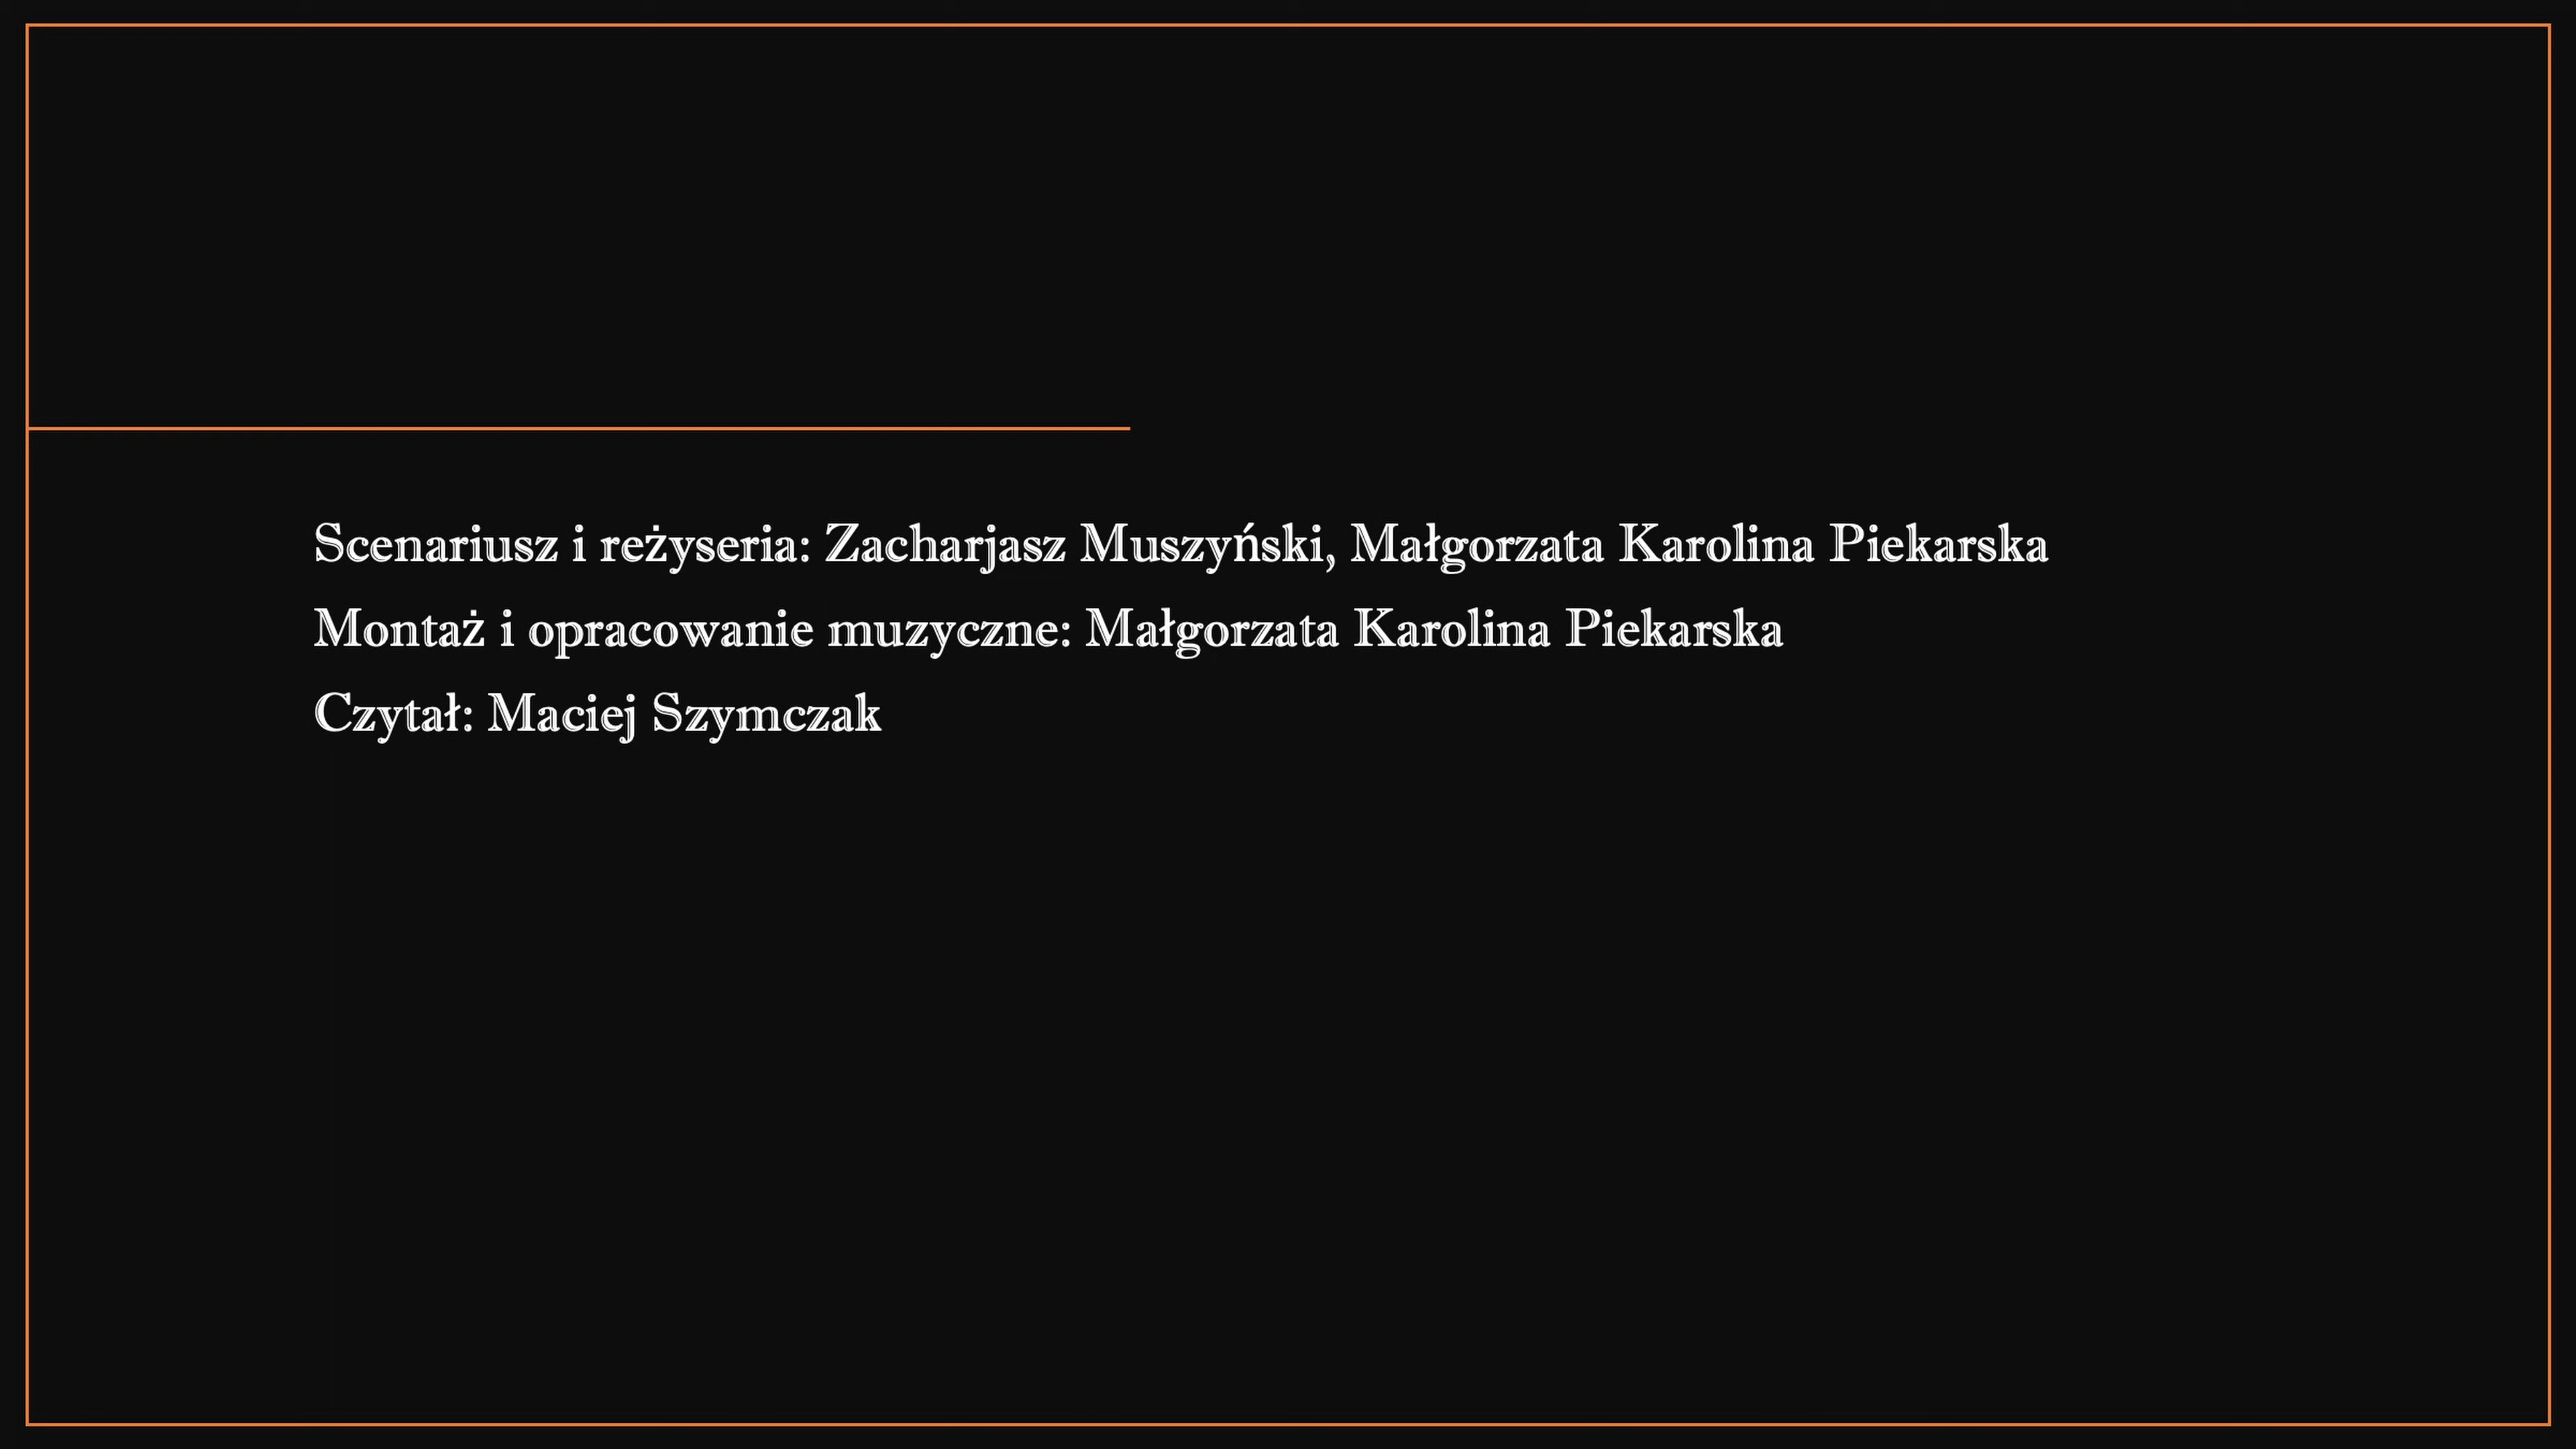 Scenariusz i reżyseria: Zacharjasz Muszyński, Małgorzata Karolina Piekarska
Montaż i opracowanie muzyczne: Małgorzata Karolina Piekarska
Czytał: Maciej Szymczak